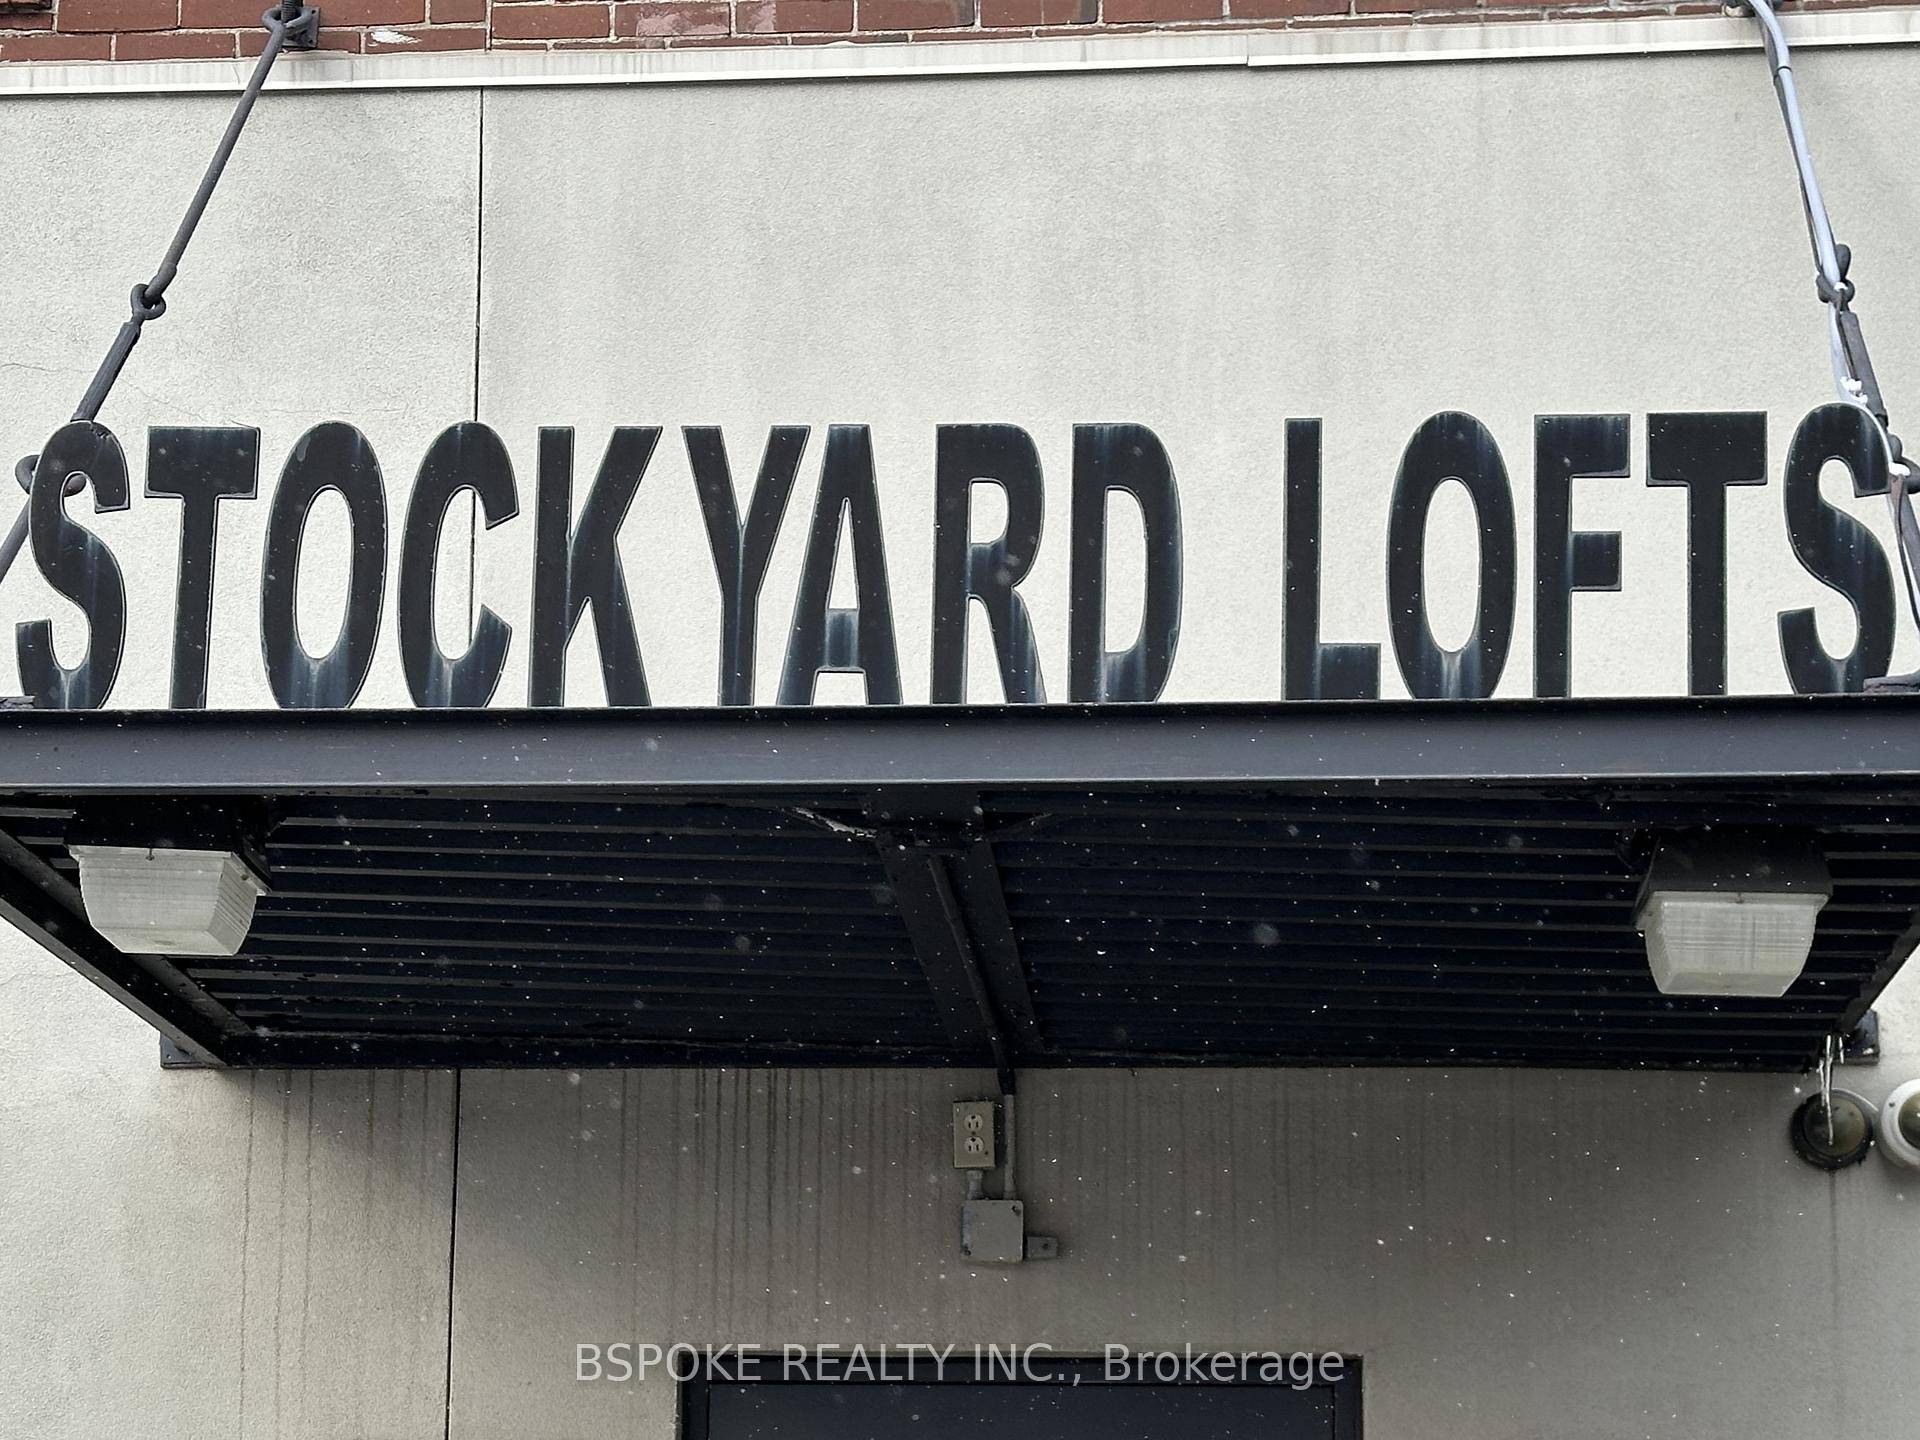 STOCKYARD LOFTS
BSPOKE REALTY INC., Brokerage